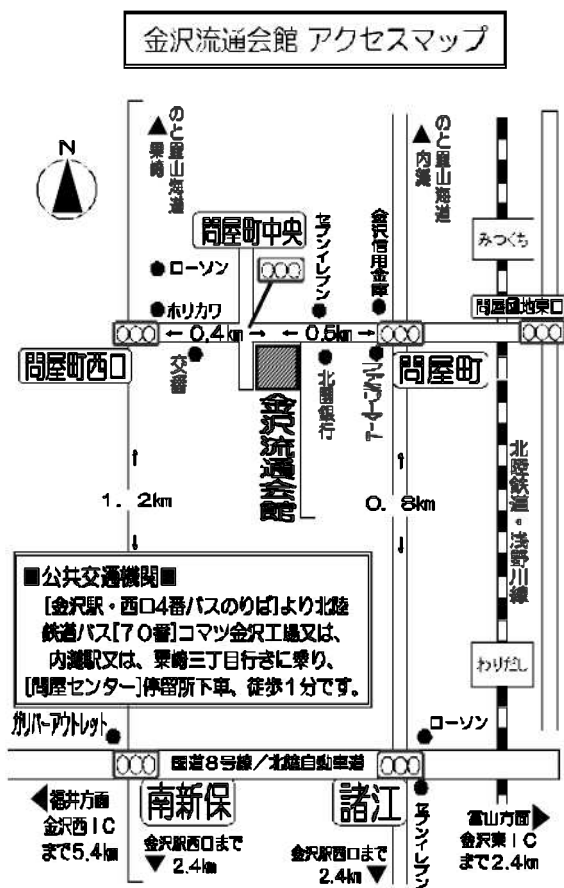 金沢流通会館 アクセスマップ
のと里山海道
粟崎
のと里山海道
内灘
N
問屋町中央
セブンイレブン
金沢信用金庫
みつくち
ローソン
ホリカワ
問屋団地東口
0.4km
0.5km
問屋町西口
交番
北國銀行
ファミリーマート
問屋町
金沢流通会館
北陸鉄道・浅野川線
1.2km
0.8km
■公共交通機関■
[金沢駅・西口4番バスのりば]より北陸
鉄道バス[70番]コマツ金沢工場又は、
内灘駅又は、粟崎三丁目行きに乗り、
[問屋センター]停留所下車、徒歩1分です。
わりだし
ガリバーアウトレット
ローソン
国道8号線/北陸自動車道
福井方面
金沢西IC
まで5.4km
南新保
金沢駅西口まで
2.4km
諸江
金沢駅西口まで
2.4km
セブンイレブン
富山方面
金沢東IC
まで2.4km